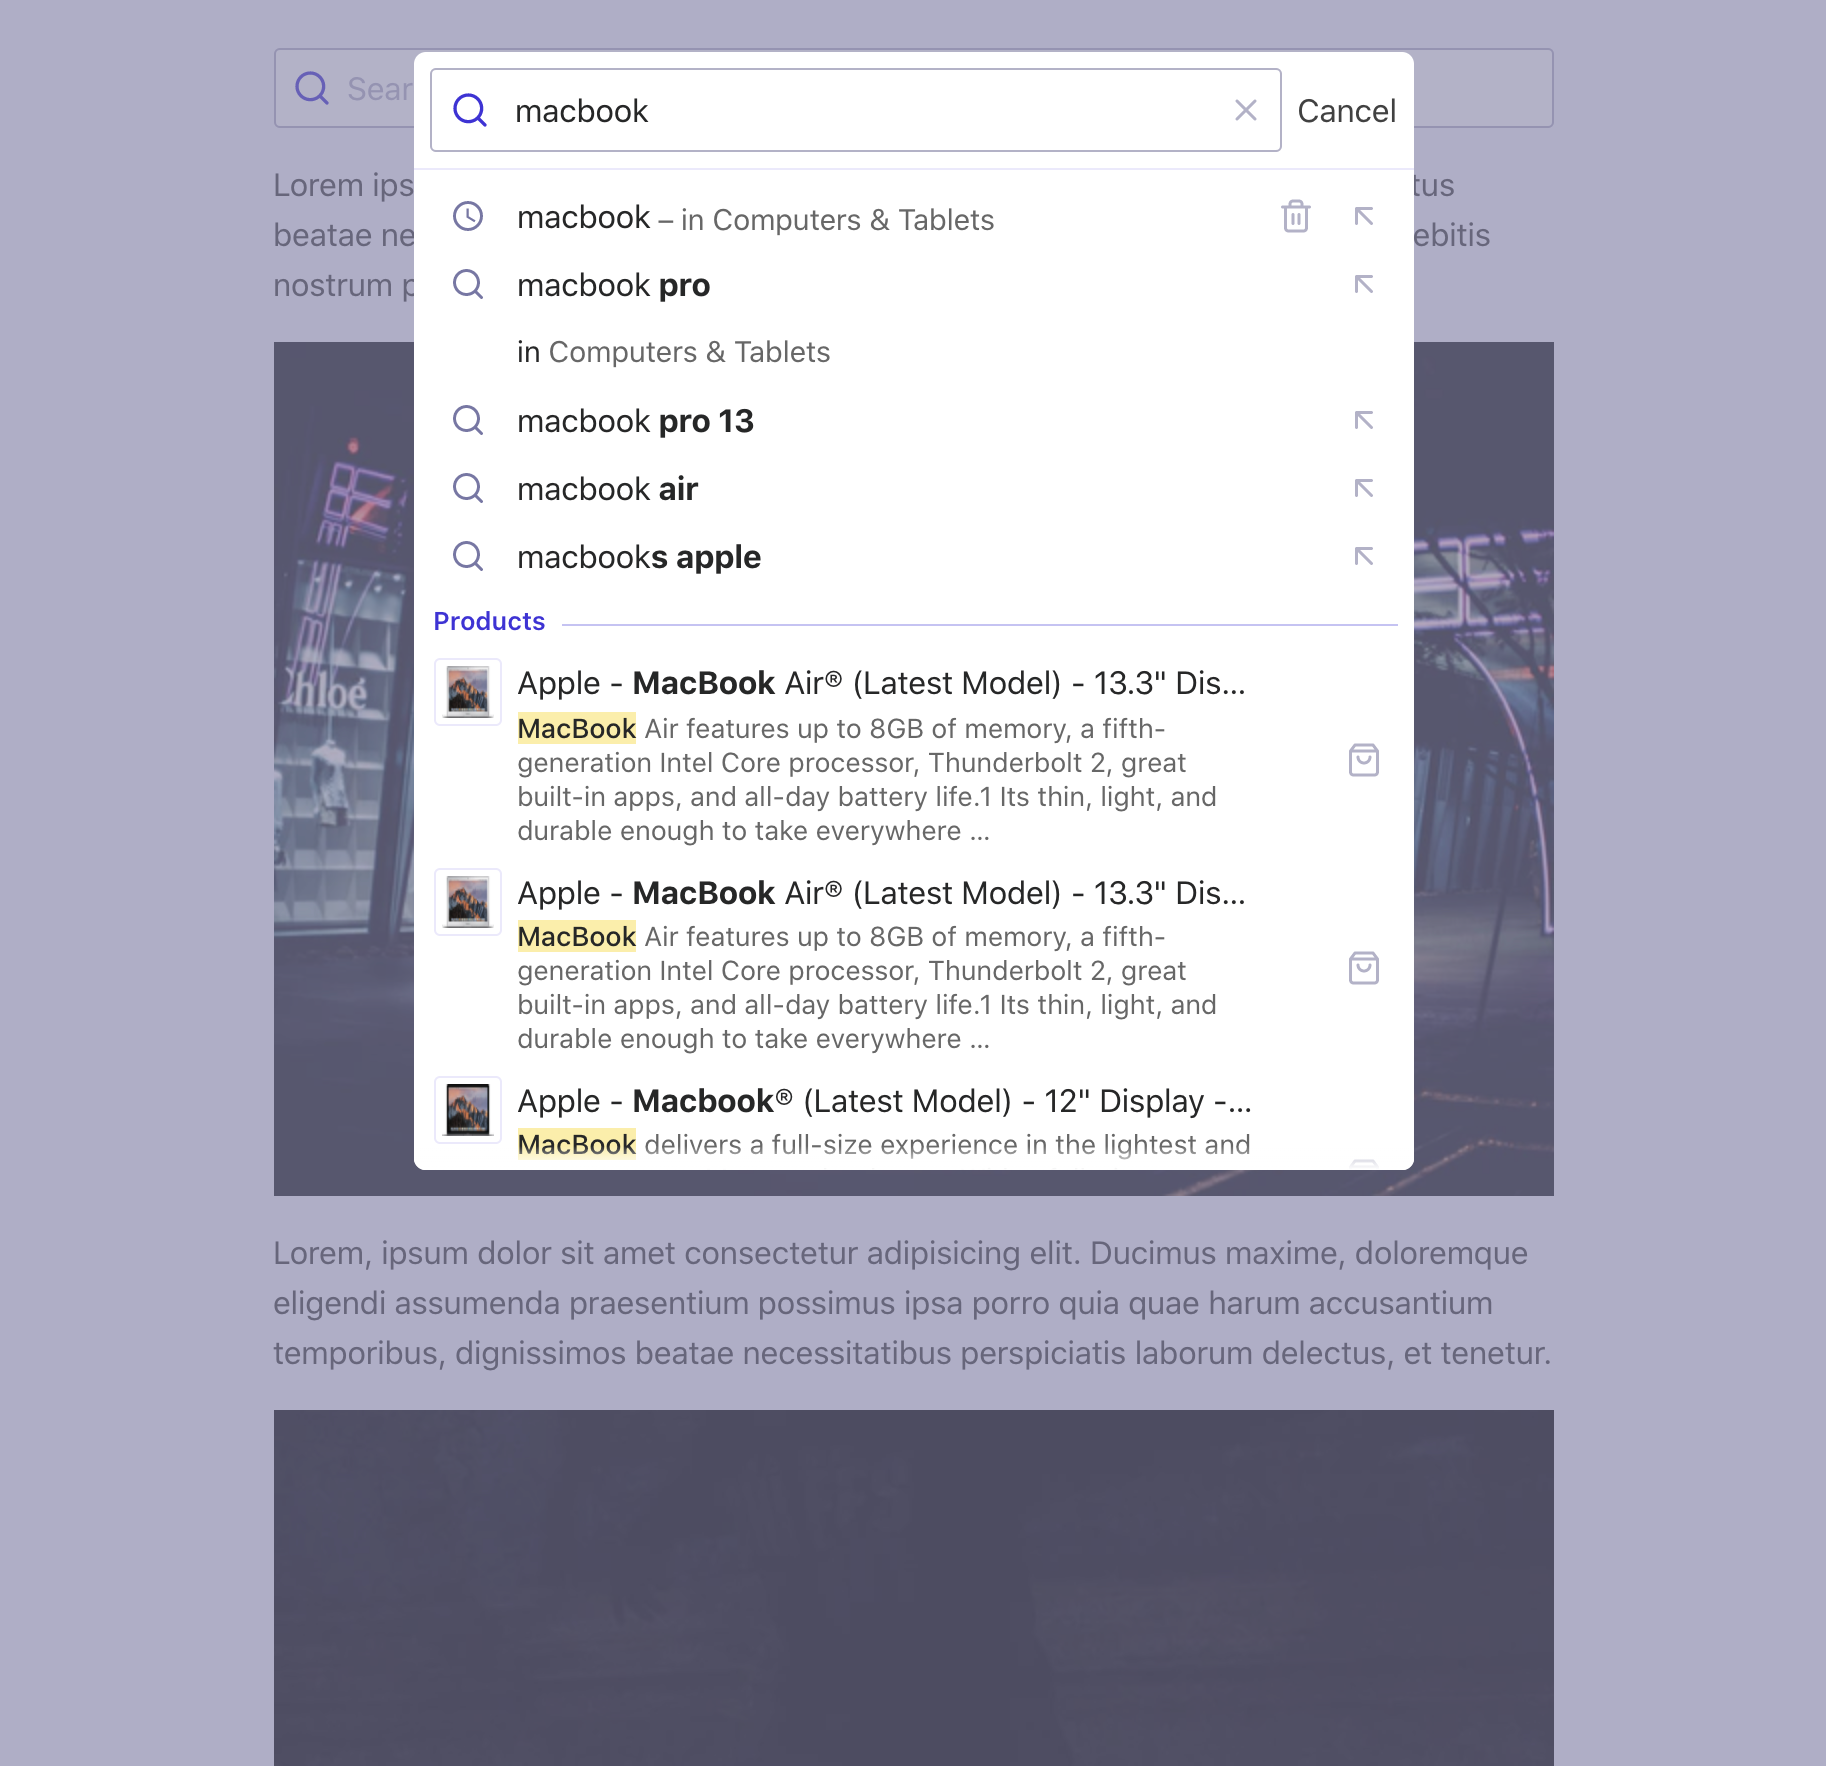 Sear
macbook
Cancel
Lorem ips
tus
beatae ne
ebitis
nostrum p
macbook – in Computers & Tablets
macbook pro
in Computers & Tablets
macbook pro 13
macbook air
macbooks apple
Products
Apple - MacBook Air® (Latest Model) - 13.3" Dis...
MacBook Air features up to 8GB of memory, a fifth-
generation Intel Core processor, Thunderbolt 2, great
built-in apps, and all-day battery life.1 Its thin, light, and
durable enough to take everywhere ...
hloé
Apple - MacBook Air® (Latest Model) - 13.3" Dis...
MacBook Air features up to 8GB of memory, a fifth-
generation Intel Core processor, Thunderbolt 2, great
built-in apps, and all-day battery life.1 Its thin, light, and
durable enough to take everywhere ...
Apple - Macbook® (Latest Model) - 12" Display -...
MacBook delivers a full-size experience in the lightest and
Lorem, ipsum dolor sit amet consectetur adipisicing elit. Ducimus maxime, doloremque
eligendi assumenda praesentium possimus ipsa porro quia quae harum accusantium
temporibus, dignissimos beatae necessitatibus perspiciatis laborum delectus, et tenetur.